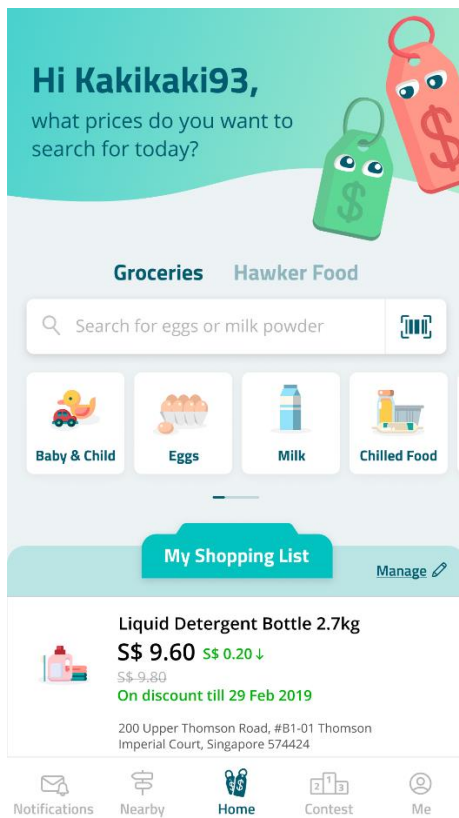 Hi Kakikaki93,
what prices do you want to
search for today?
Groceries
Hawker Food
Search for eggs or milk powder
Baby & Child
Eggs
Milk
Chilled Food
My Shopping List
Manage
Liquid Detergent Bottle 2.7kg
S$ 9.60 S$ 0.20↓
S$ 9.80
On discount till 29 Feb 2019
200 Upper Thomson Road, #B1-01 Thomson
Imperial Court, Singapore 574424
Notifications
Nearby
Home
Contest
Me